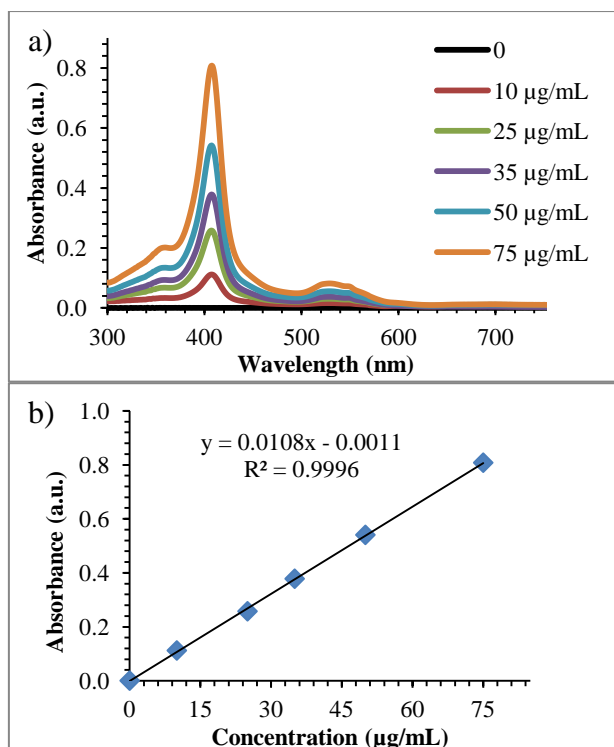 a)
0
10 µg/mL
25 µg/mL
35 µg/mL
50 µg/mL
75 µg/mL
Absorbance (a.u.)
0.8
0.6
0.4
0.2
0.0
300 400 500 600 700
Wavelength (nm)
b)
y = 0.0108x - 0.0011
R² = 0.9996
Absorbance (a.u.)
1.0
0.8
0.6
0.4
0.2
0.0
0 15 30 45 60 75
Concentration (µg/mL)